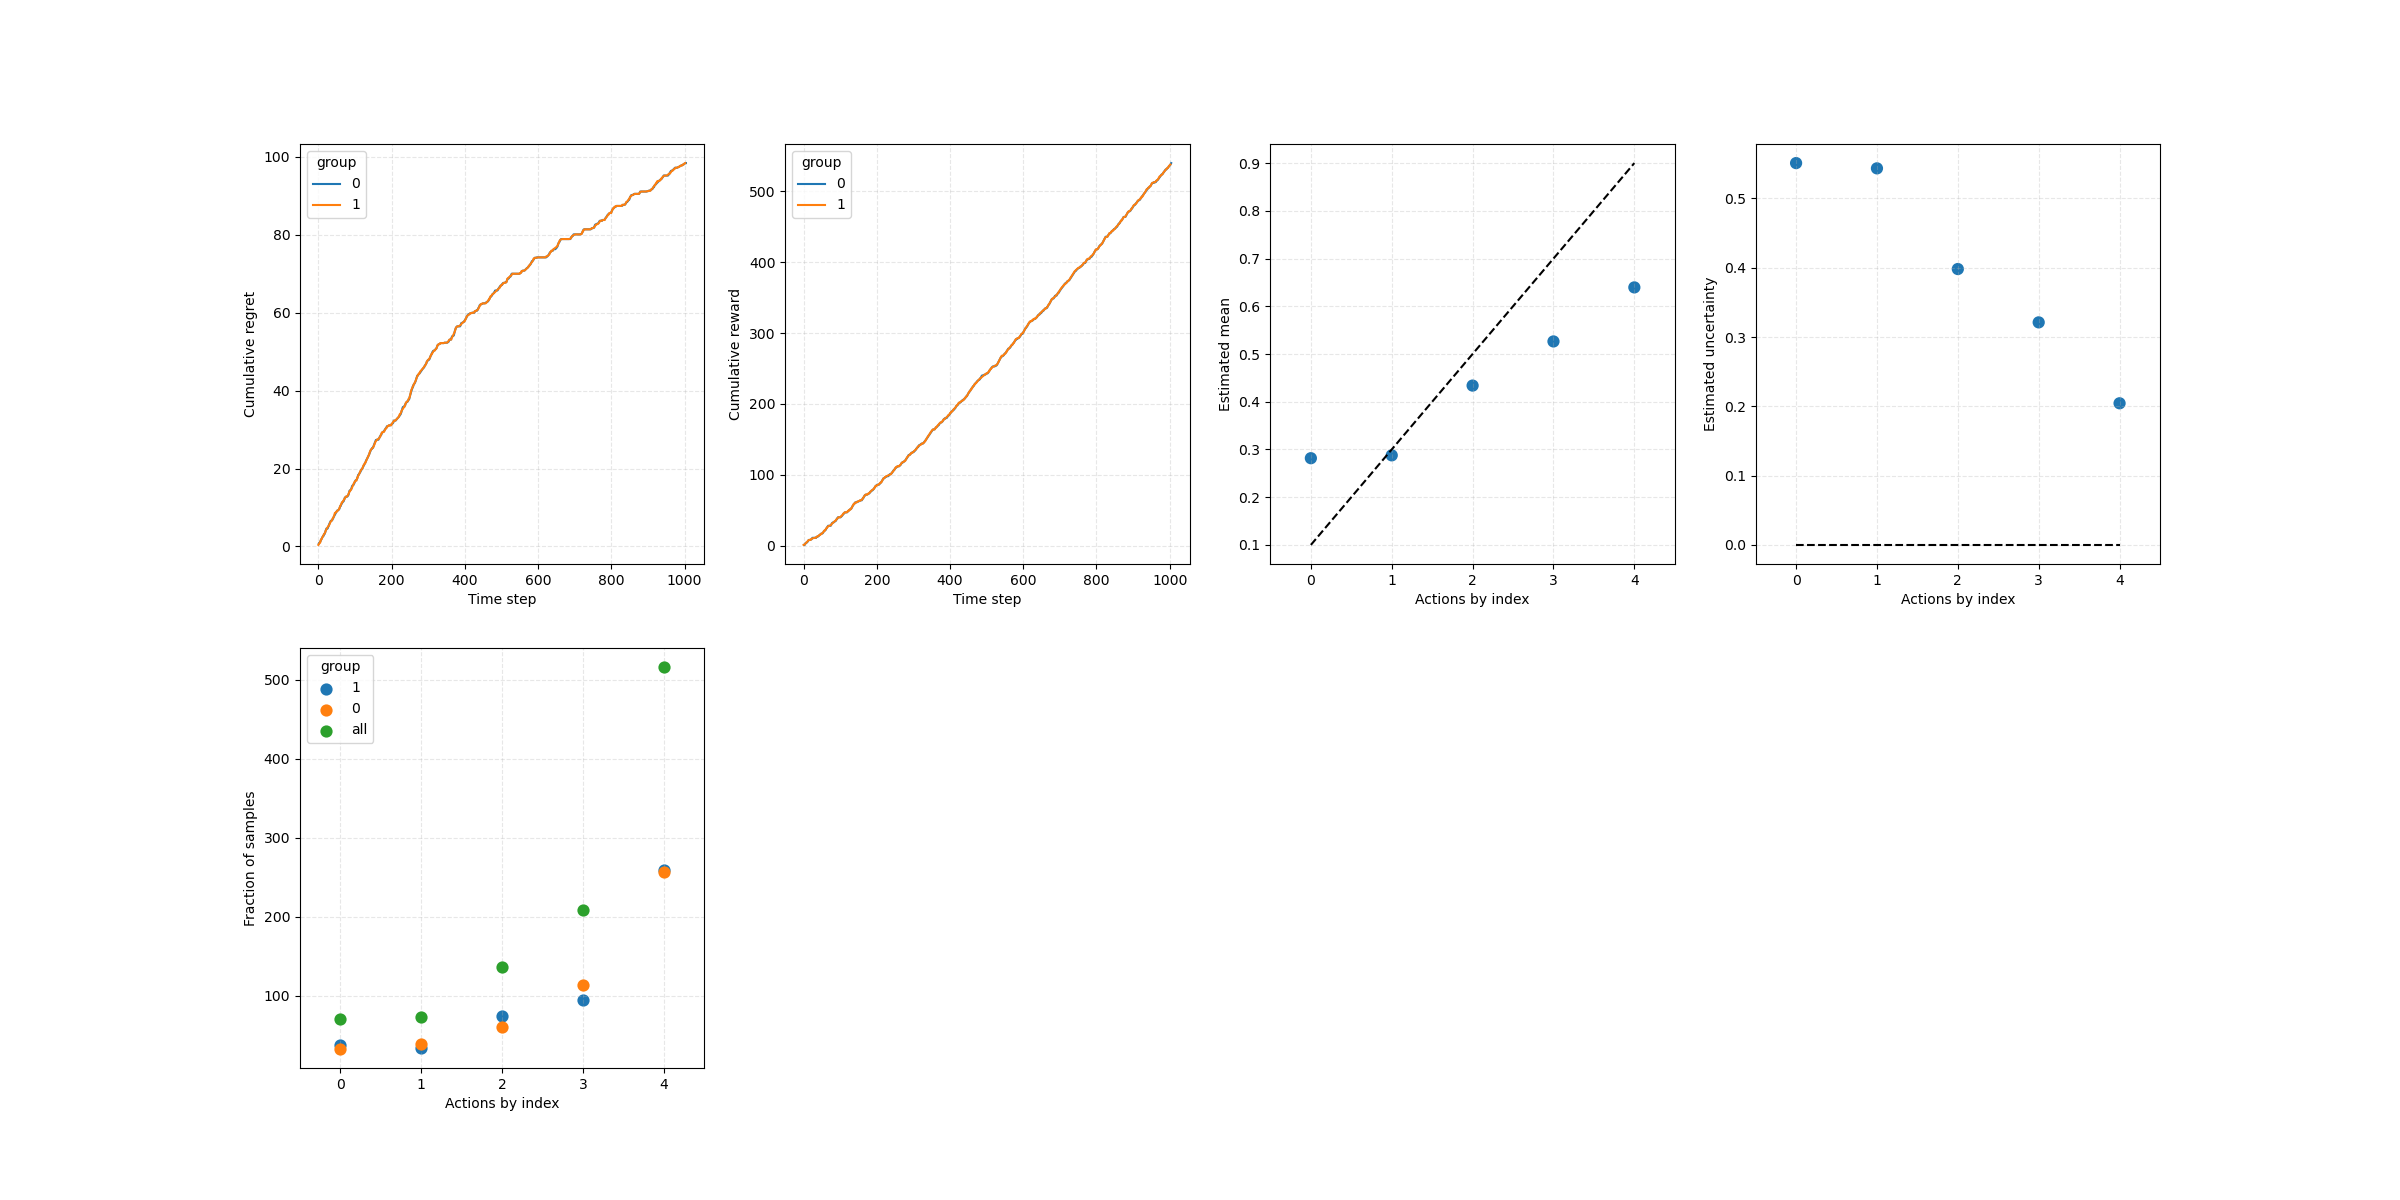 group
0
1
100
80
60
40
20
0
Cumulative regret
0 200 400 600 800 1000
Time step
group
0
1
500
400
300
200
100
0
Cumulative reward
0 200 400 600 800 1000
Time step
0.9
0.8
0.7
0.6
0.5
0.4
0.3
0.2
0.1
Estimated mean
0 1 2 3 4
Actions by index
0.5
0.4
0.3
0.2
0.1
0.0
Estimated uncertainty
0 1 2 3 4
Actions by index
group
1
0
all
500
400
300
200
100
Fraction of samples
0 1 2 3 4
Actions by index